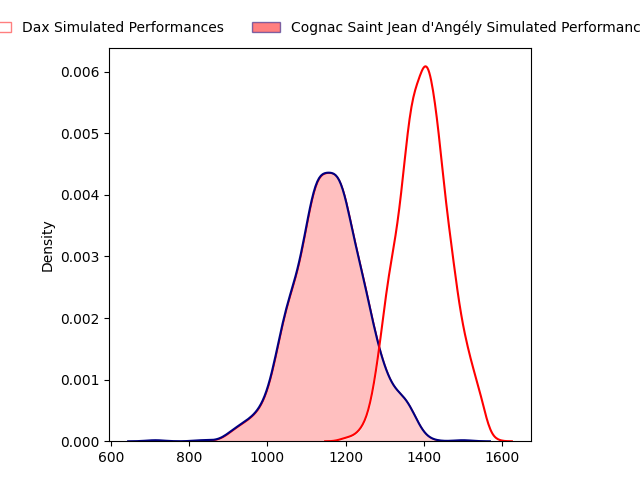 Dax Simulated Performances
Cognac Saint Jean d'Angély Simulated Performanc
0.006
0.005
0.004
0.003
0.002
0.001
0.000
Density
600 800 1000 1200 1400 1600